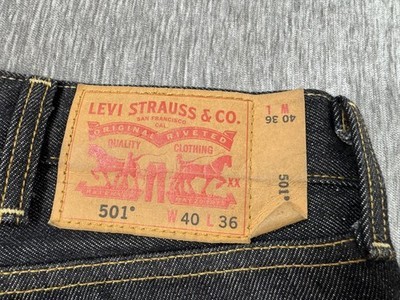 LEVI STRAUSS & CO.
SAN FRANCISCO
CAL.
ORIGINAL RIVETED
QUALITY CLOTHING
XX
501® W 40 L 36
W L
40 36
501®